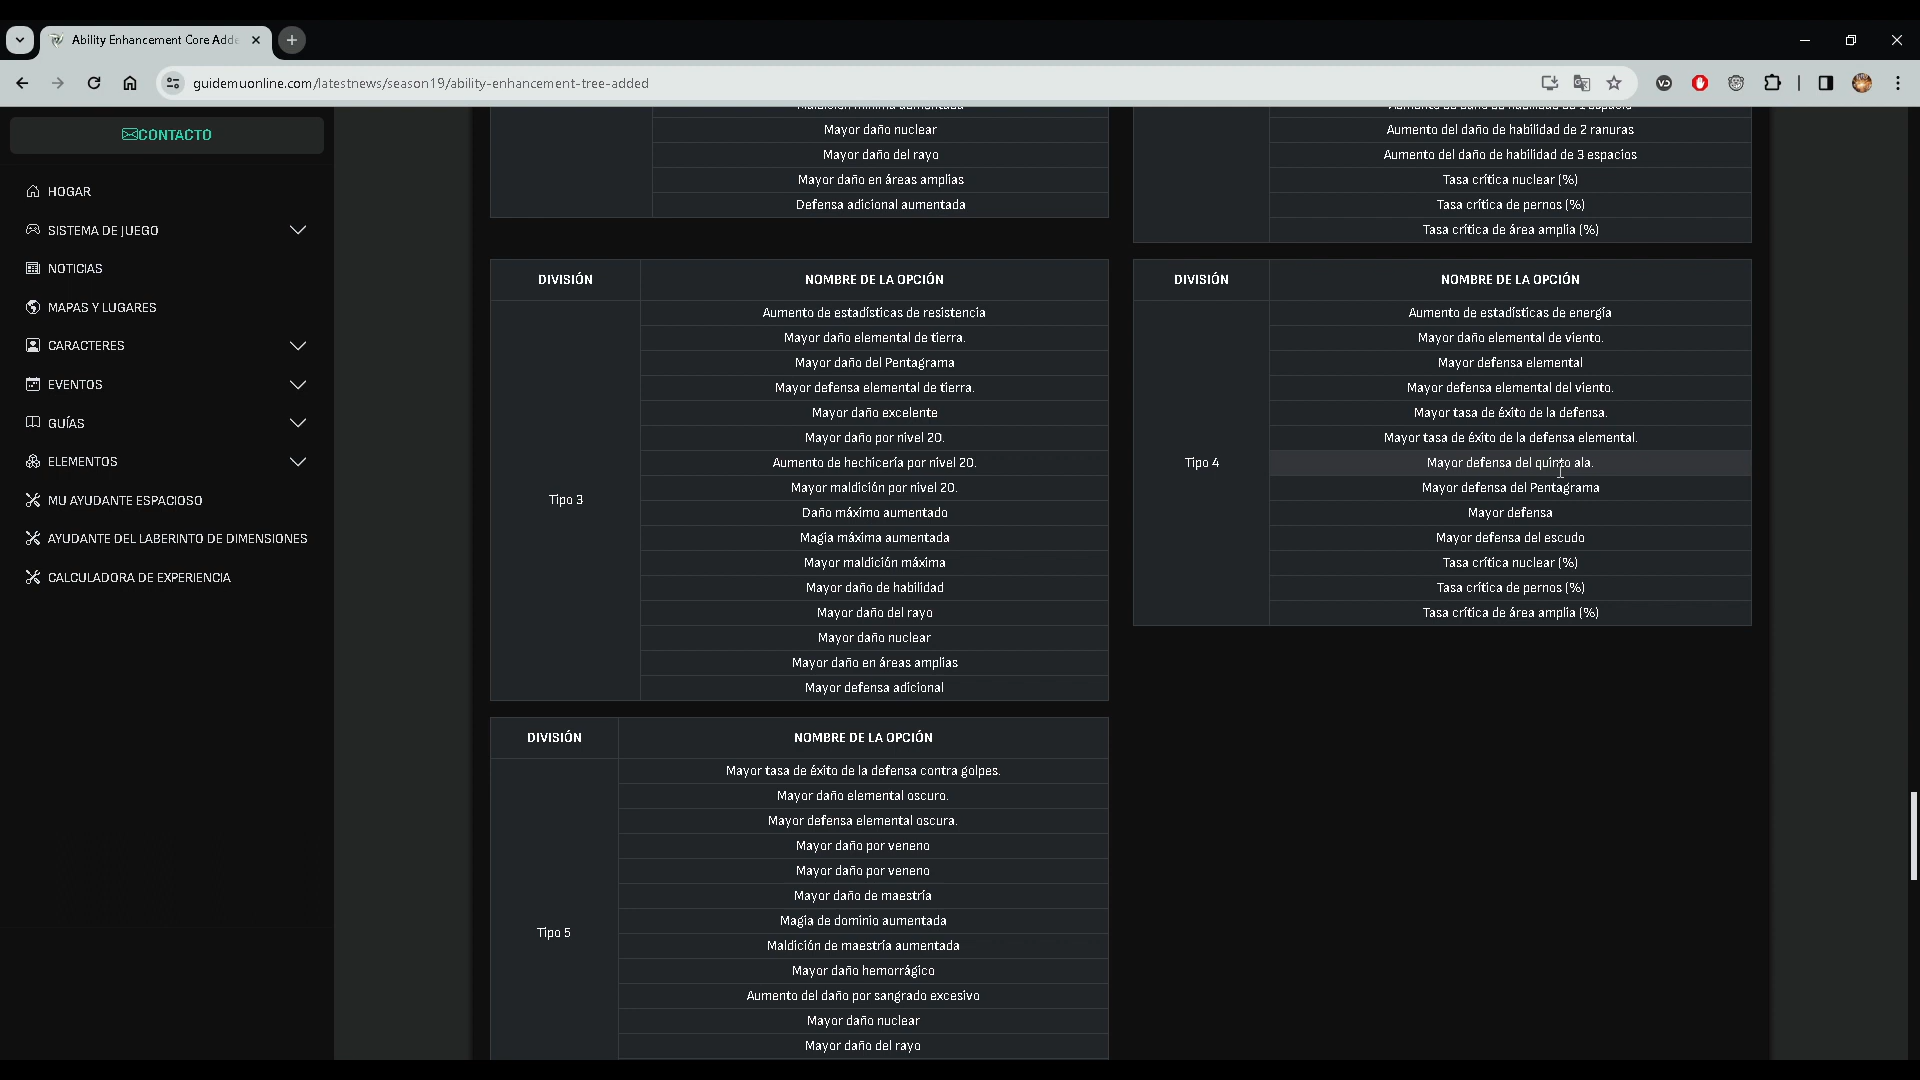 Ability Enhancement Core Adde
guidemuonline.com/latestnews/season19/ability-enhancement-tree-added
CONTACTO
HOGAR
SISTEMA DE JUEGO
NOTICIAS
MAPAS Y LUGARES
CARACTERES
EVENTOS
GUÍAS
ELEMENTOS
MU AYUDANTE ESPACIOSO
AYUDANTE DEL LABERINTO DE DIMENSIONES
CALCULADORA DE EXPERIENCIA
Maldición mínima aumentada
Mayor daño nuclear
Mayor daño del rayo
Mayor daño en áreas amplias
Defensa adicional aumentada
Aumento de daño de habilidad de 1 espacio
Aumento del daño de habilidad de 2 ranuras
Aumento del daño de habilidad de 3 espacios
Tasa crítica nuclear (%)
Tasa crítica de pernos (%)
Tasa crítica de área amplia (%)
DIVISIÓN
NOMBRE DE LA OPCIÓN
Tipo 3
Aumento de estadísticas de resistencia
Mayor daño elemental de tierra.
Mayor daño del Pentagrama
Mayor defensa elemental de tierra.
Mayor daño excelente
Mayor daño por nivel 20.
Aumento de hechicería por nivel 20.
Mayor maldición por nivel 20.
Daño máximo aumentado
Magia máxima aumentada
Mayor maldición máxima
Mayor daño de habilidad
Mayor daño del rayo
Mayor daño nuclear
Mayor daño en áreas amplias
Mayor defensa adicional
DIVISIÓN
NOMBRE DE LA OPCIÓN
Tipo 4
Aumento de estadísticas de energía
Mayor daño elemental de viento.
Mayor defensa elemental
Mayor defensa elemental del viento.
Mayor tasa de éxito de la defensa.
Mayor tasa de éxito de la defensa elemental.
Mayor defensa del quinto ala.
Mayor defensa del Pentagrama
Mayor defensa
Mayor defensa del escudo
Tasa crítica nuclear (%)
Tasa crítica de pernos (%)
Tasa crítica de área amplia (%)
DIVISIÓN
NOMBRE DE LA OPCIÓN
Tipo 5
Mayor tasa de éxito de la defensa contra golpes.
Mayor daño elemental oscuro.
Mayor defensa elemental oscura.
Mayor daño por veneno
Mayor daño por veneno
Mayor daño de maestría
Magia de dominio aumentada
Maldición de maestría aumentada
Mayor daño hemorrágico
Aumento del daño por sangrado excesivo
Mayor daño nuclear
Mayor daño del rayo